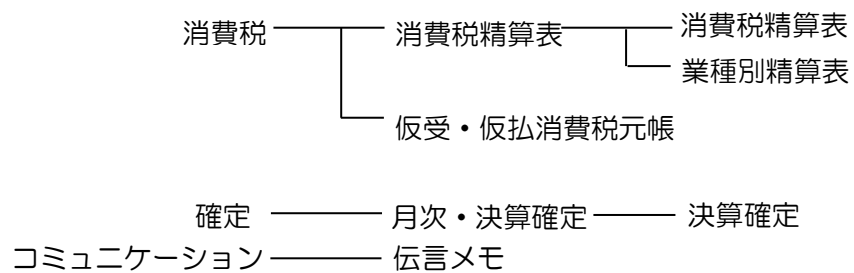 消費税 消費税精算表 消費税精算表
業種別精算表
仮受・仮払消費税元帳
確定 月次・決算確定 決算確定
コミュニケーション 伝言メモ